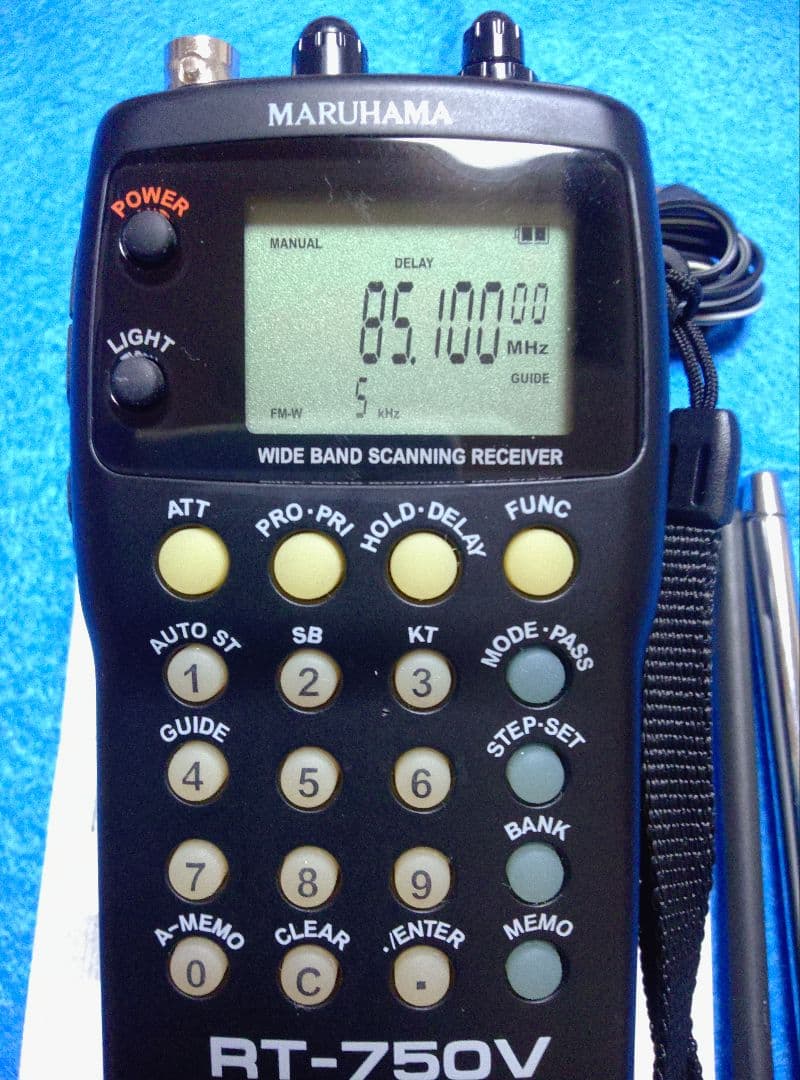 MARUHAMA
POWER
LIGHT
MANUAL
DELAY
85.10000
MHz
GUIDE
FM-W 5 kHz
WIDE BAND SCANNING RECEIVER
ATT PRO·PRI HOLD·DELAY FUNC
AUTO ST SB KT MODE·PASS
1 2 3
GUIDE STEP·SET
4 5 6
BANK
7 8 9
A-MEMO CLEAR ·/ENTER MEMO
0 C .
RT-750V